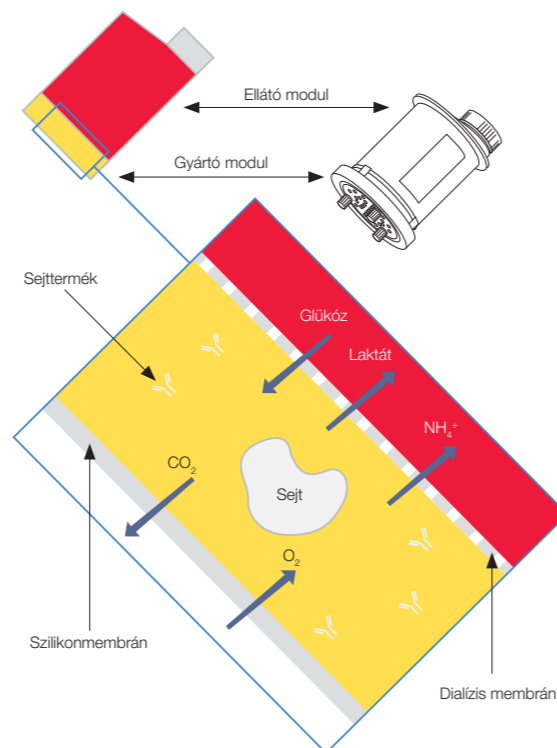 Ellátó modul
Gyártó modul
Sejttermék
Glükóz
Laktát
NH₄⁺
CO₂
Sejt
O₂
Szilikonmembrán
Dialízis membrán